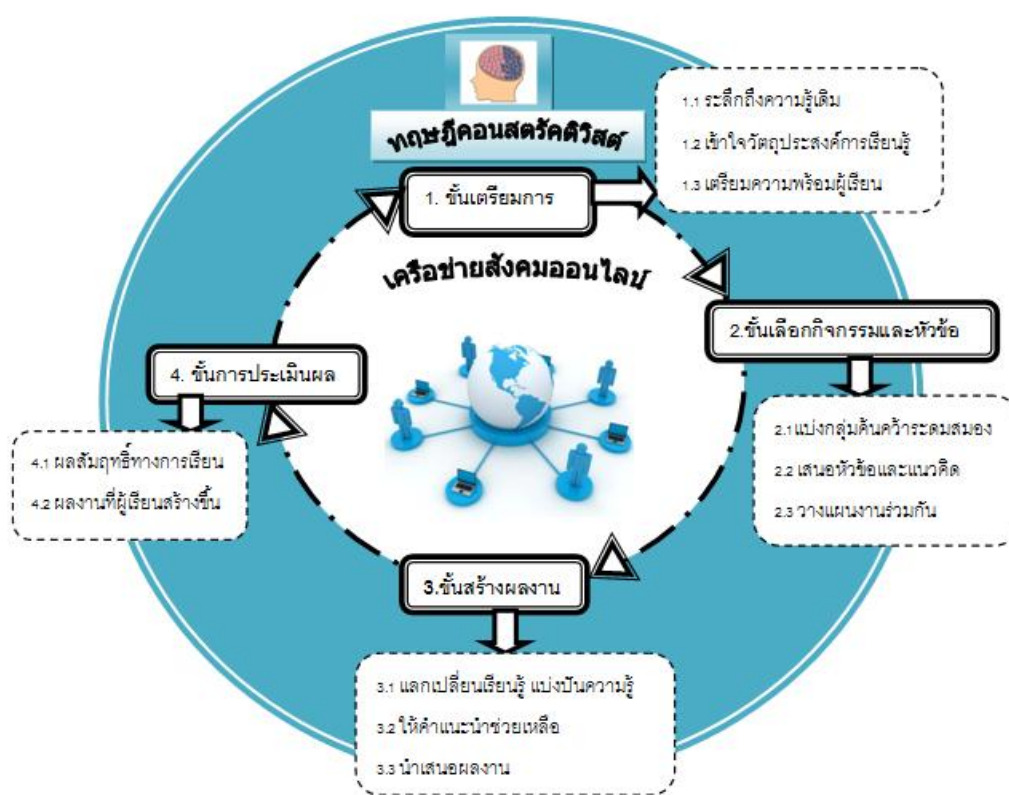 ทฤษฎีคอนสตรัคติวิสต์
1. ขั้นเตรียมการ
1.1 ระลึกถึงความรู้เดิม
1.2 เข้าใจวัตถุประสงค์การเรียนรู้
1.3 เตรียมความพร้อมผู้เรียน
เครือข่ายสังคมออนไลน์
2.ขั้นเลือกกิจกรรมและหัวข้อ
2.1 แบ่งกลุ่มค้นคว้าระดมสมอง
2.2 เสนอหัวข้อและแนวคิด
2.3 วางแผนงานร่วมกัน
3.ขั้นสร้างผลงาน
3.1 แลกเปลี่ยนเรียนรู้ แบ่งปันความรู้
3.2 ให้คำแนะนำช่วยเหลือ
3.3 นำเสนอผลงาน
4. ขั้นการประเมินผล
4.1 ผลสัมฤทธิ์ทางการเรียน
4.2 ผลงานที่ผู้เรียนสร้างขึ้น